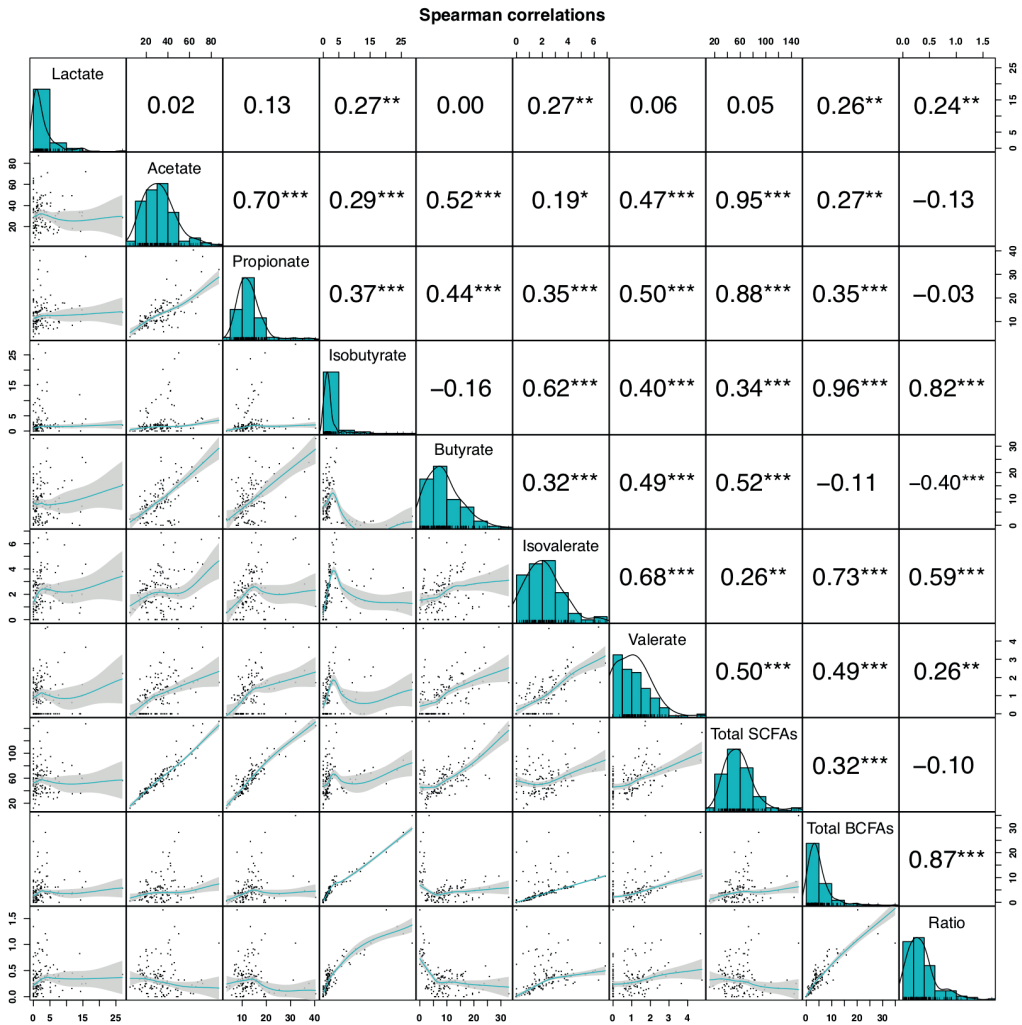 Spearman correlations
20 40 60 80 0 5 15 25 0 2 4 6 20 60 100 140 0.0 0.5 1.0 1.5
Lactate 0.02 0.13 0.27** 0.00 0.27** 0.06 0.05 0.26** 0.24** 0 5 15 25
20 40 60 80 Acetate 0.70*** 0.29*** 0.52*** 0.19* 0.47*** 0.95*** 0.27** −0.13
Propionate 0.37*** 0.44*** 0.35*** 0.50*** 0.88*** 0.35*** −0.03 10 20 30 40
0 5 15 25 Isobutyrate −0.16 0.62*** 0.40*** 0.34*** 0.96*** 0.82***
Butyrate 0.32*** 0.49*** 0.52*** −0.11 −0.40*** 0 10 20 30
0 2 4 6 Isovalerate 0.68*** 0.26** 0.73*** 0.59***
Valerate 0.50*** 0.49*** 0.26** 0 1 2 3 4
20 60 100 Total SCFAs 0.32*** −0.10
Total BCFAs 0.87*** 0 10 20 30
0.0 0.5 1.0 1.5 Ratio
0 5 15 25 10 20 30 40 0 10 20 30 0 1 2 3 4 0 10 20 30